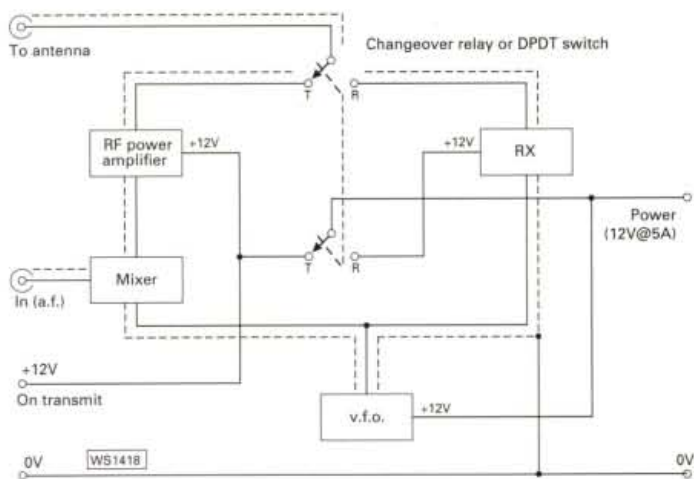 To antenna
Changeover relay or DPDT switch
T
R
RF power
amplifier
+12V
+12V
RX
Power
(12V@5A)
T
R
Mixer
In (a.f.)
+12V
On transmit
v.f.o.
+12V
0V
WS1418
0V